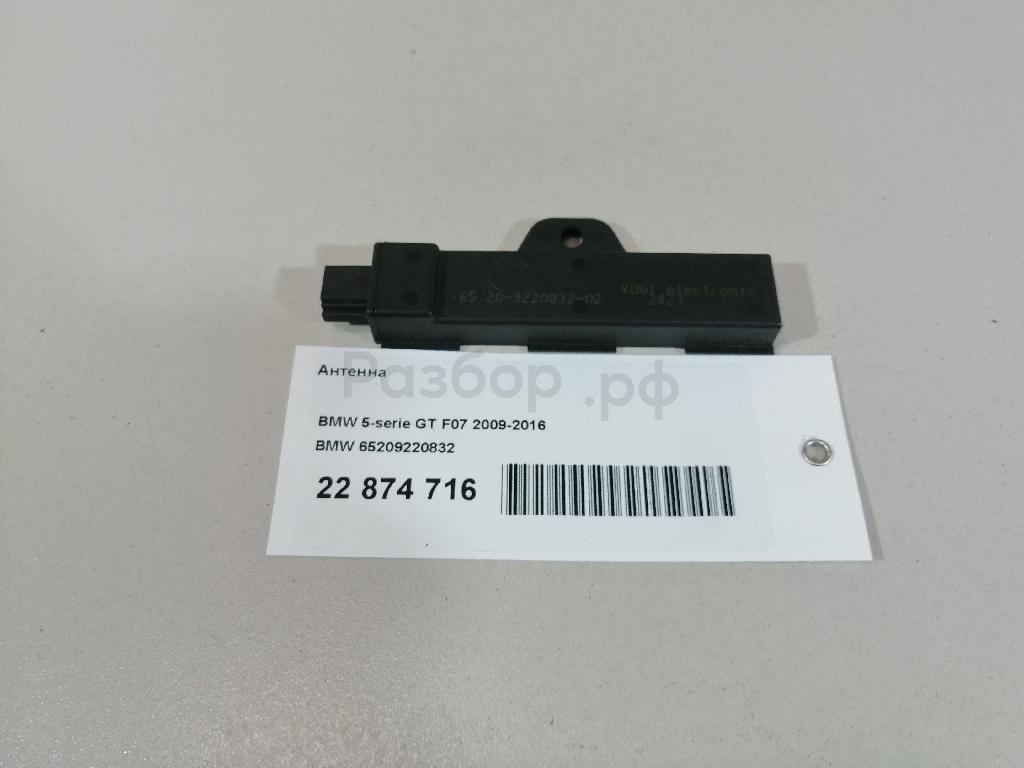 65 20-9220832-02
VOGT electronic
2423
Разбор.рф
Антенна
BMW 5-serie GT F07 2009-2016
BMW 65209220832
22 874 716